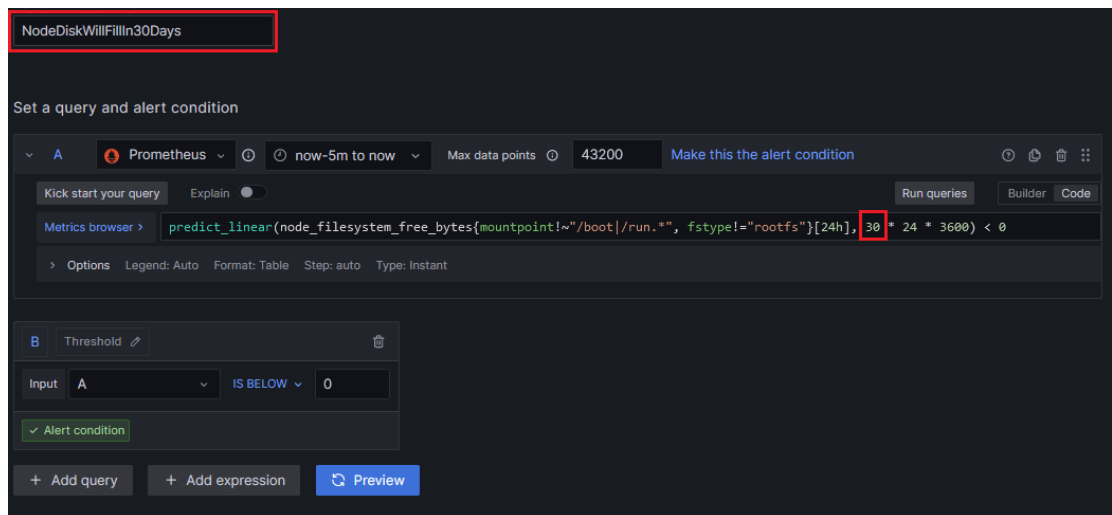 NodeDiskWillFillIn30Days
Set a query and alert condition
A Prometheus now-5m to now Max data points 43200 Make this the alert condition
Kick start your query Explain Run queries Builder Code
Metrics browser > predict_linear(node_filesystem_free_bytes{mountpoint!~"/boot|/run.*", fstype!="rootfs"}[24h], 30 * 24 * 3600) < 0
> Options Legend: Auto Format: Table Step: auto Type: Instant
B Threshold
Input A IS BELOW 0
Alert condition
+ Add query + Add expression Preview